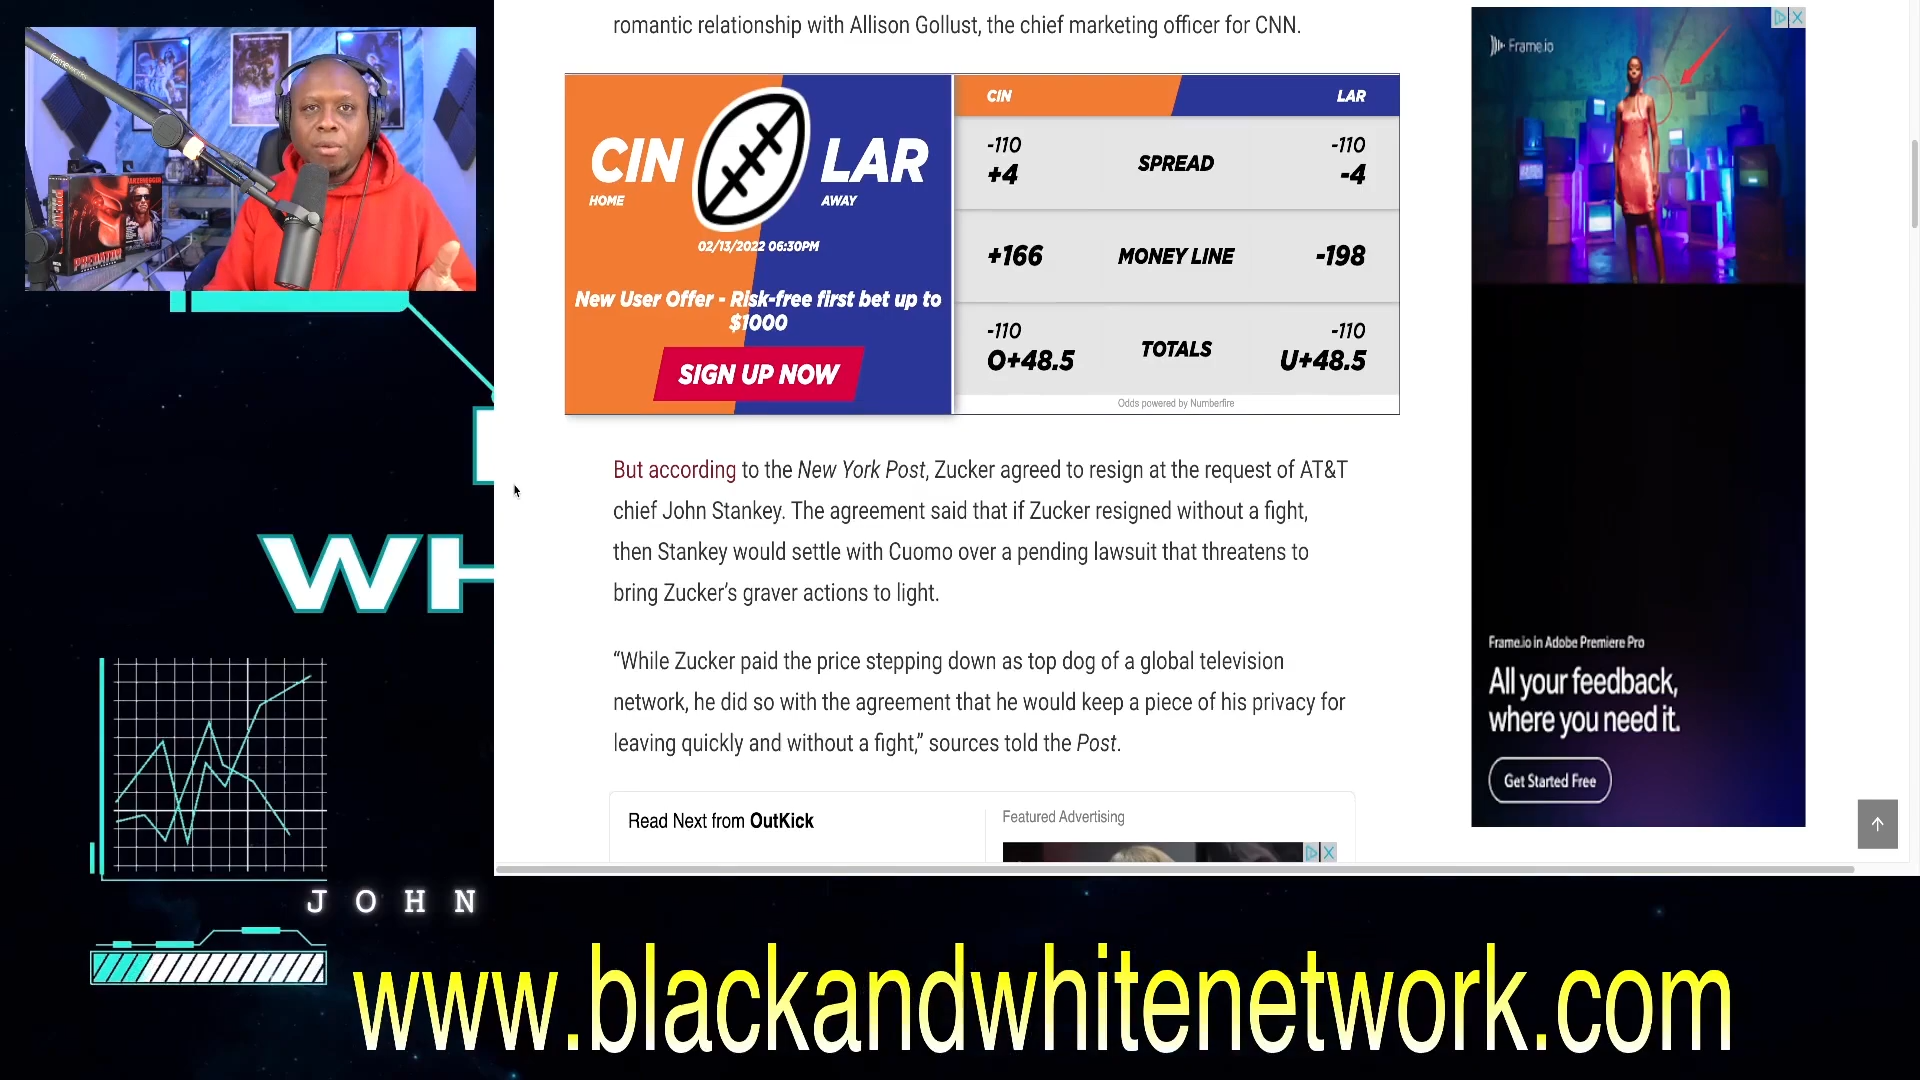 romantic relationship with Allison Gollust, the chief marketing officer for CNN.
CIN
HOME
LAR
AWAY
02/13/2022 06:30PM
New User Offer - Risk-free first bet up to
$1000
SIGN UP NOW
CIN LAR
-110 -110
+4 SPREAD -4
+166 MONEY LINE -198
-110 -110
O+48.5 TOTALS U+48.5
Odds powered by Numberfire
But according to the New York Post, Zucker agreed to resign at the request of AT&T
chief John Stankey. The agreement said that if Zucker resigned without a fight,
then Stankey would settle with Cuomo over a pending lawsuit that threatens to
bring Zucker’s graver actions to light.
“While Zucker paid the price stepping down as top dog of a global television
network, he did so with the agreement that he would keep a piece of his privacy for
leaving quickly and without a fight,” sources told the Post.
Read Next from OutKick
Featured Advertising
Frame.io
Frame.io in Adobe Premiere Pro
All your feedback,
where you need it.
Get Started Free
PREDATOR
WH
JOHN
www.blackandwhitenetwork.com